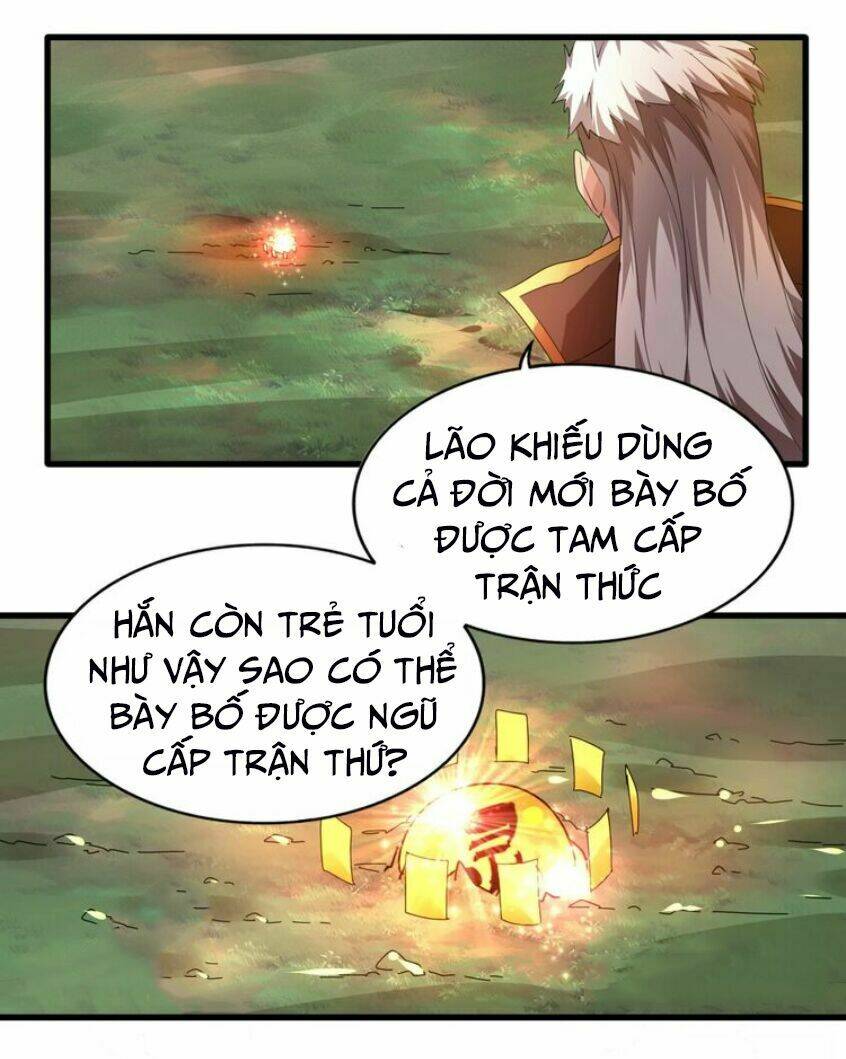 LÃO KHIẾU DÙNG
CẢ ĐỜI MỚI BÀY BỐ
ĐƯỢC TAM CẤP
TRẬN THỨC
HẮN CÒN TRẺ TUỔI
NHƯ VẬY SAO CÓ THỂ
BÀY BỐ ĐƯỢC NGŨ
CẤP TRẬN THỨ?